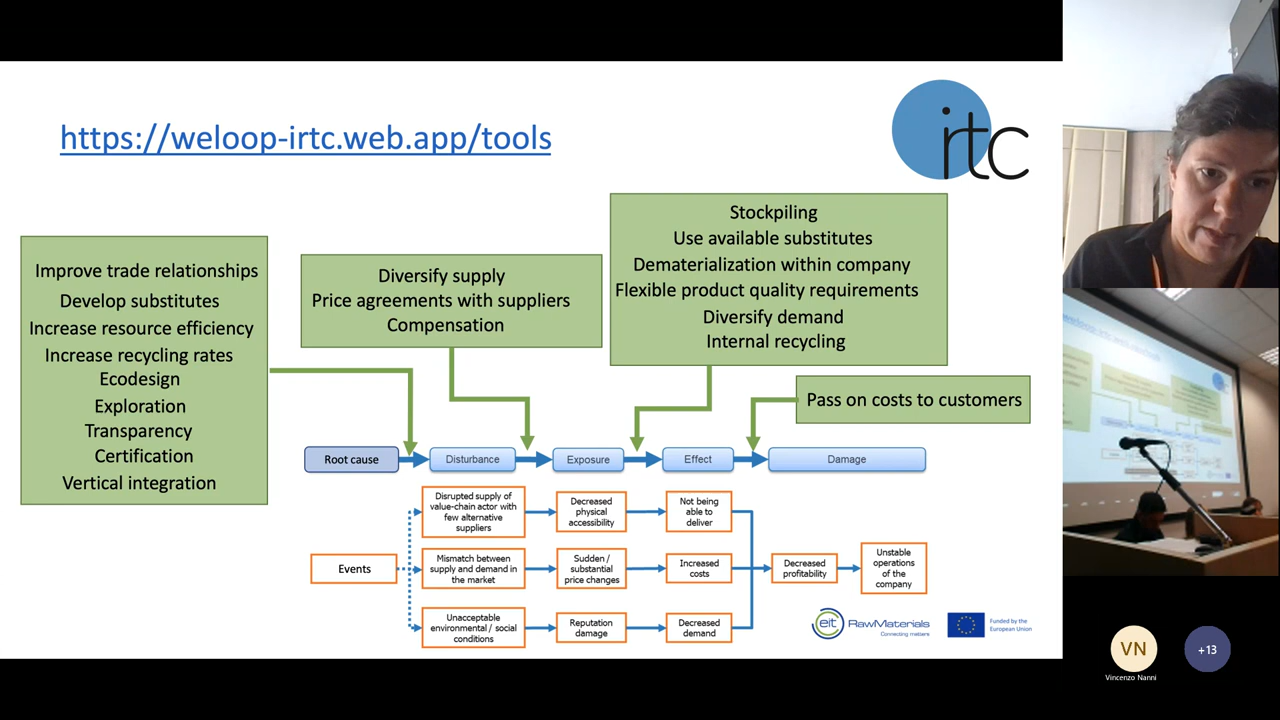 https://weloop-irtc.web.app/tools
irtc
Improve trade relationships
Develop substitutes
Increase resource efficiency
Increase recycling rates
Ecodesign
Exploration
Transparency
Certification
Vertical integration
Diversify supply
Price agreements with suppliers
Compensation
Stockpiling
Use available substitutes
Dematerialization within company
Flexible product quality requirements
Diversify demand
Internal recycling
Pass on costs to customers
Root cause
Disturbance
Exposure
Effect
Damage
Disrupted supply of
value-chain actor with
few alternative
suppliers
Decreased
physical
accessibility
Not being
able to
deliver
Events
Mismatch between
supply and demand in
the market
Sudden /
substantial
price changes
Increased
costs
Decreased
profitability
Unstable
operations
of the
company
Unacceptable
environmental / social
conditions
Reputation
damage
Decreased
demand
eit
RawMaterials
Connecting matters
Funded by the
European Union
VN
Vincenzo Nanni
+13